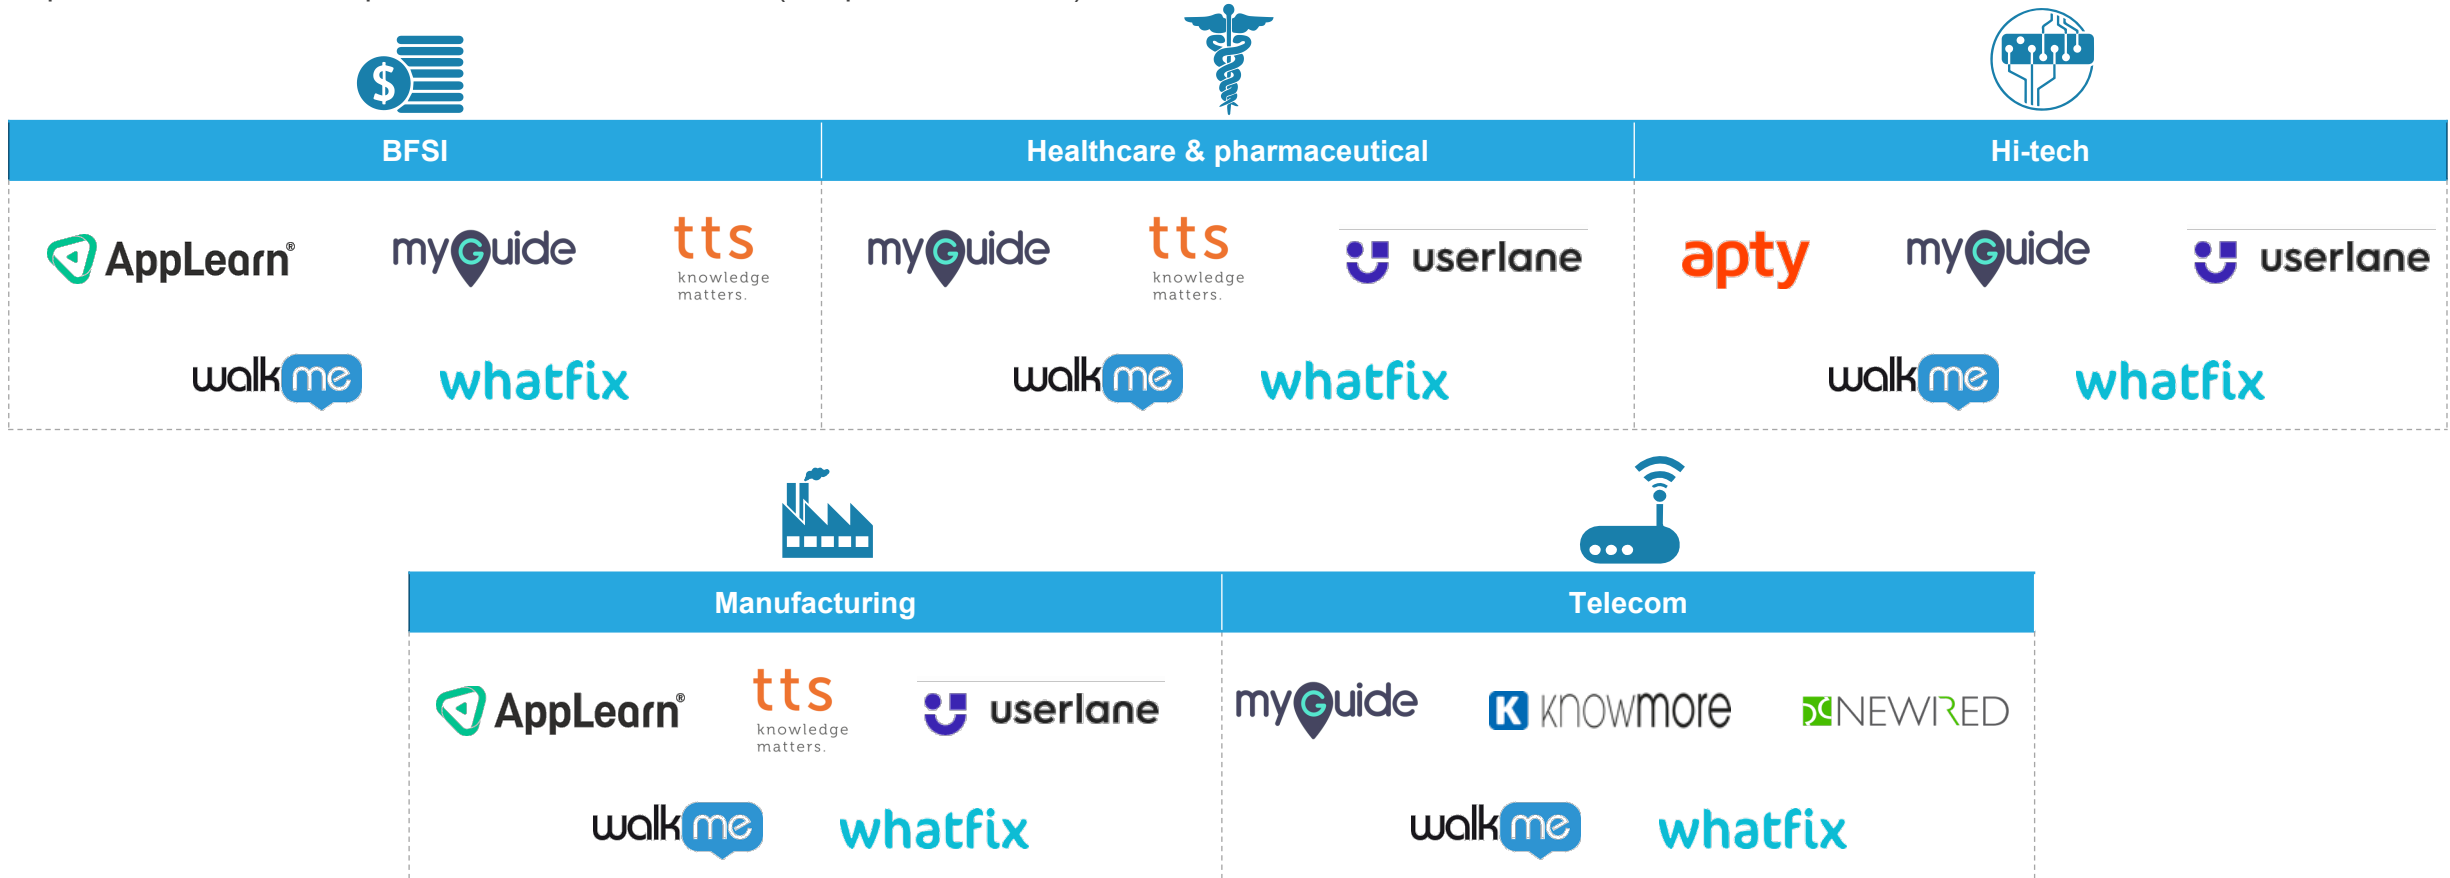 BFSI
Healthcare & pharmaceutical
Hi-tech
AppLearn®
myGuide
tts
knowledge
matters.
walkme
whatfix
myGuide
tts
knowledge
matters.
userlane
walkme
whatfix
apty
myGuide
userlane
walkme
whatfix
Manufacturing
Telecom
AppLearn®
tts
knowledge
matters.
userlane
walkme
whatfix
myGuide
K knowmore
NEWIRED
walkme
whatfix